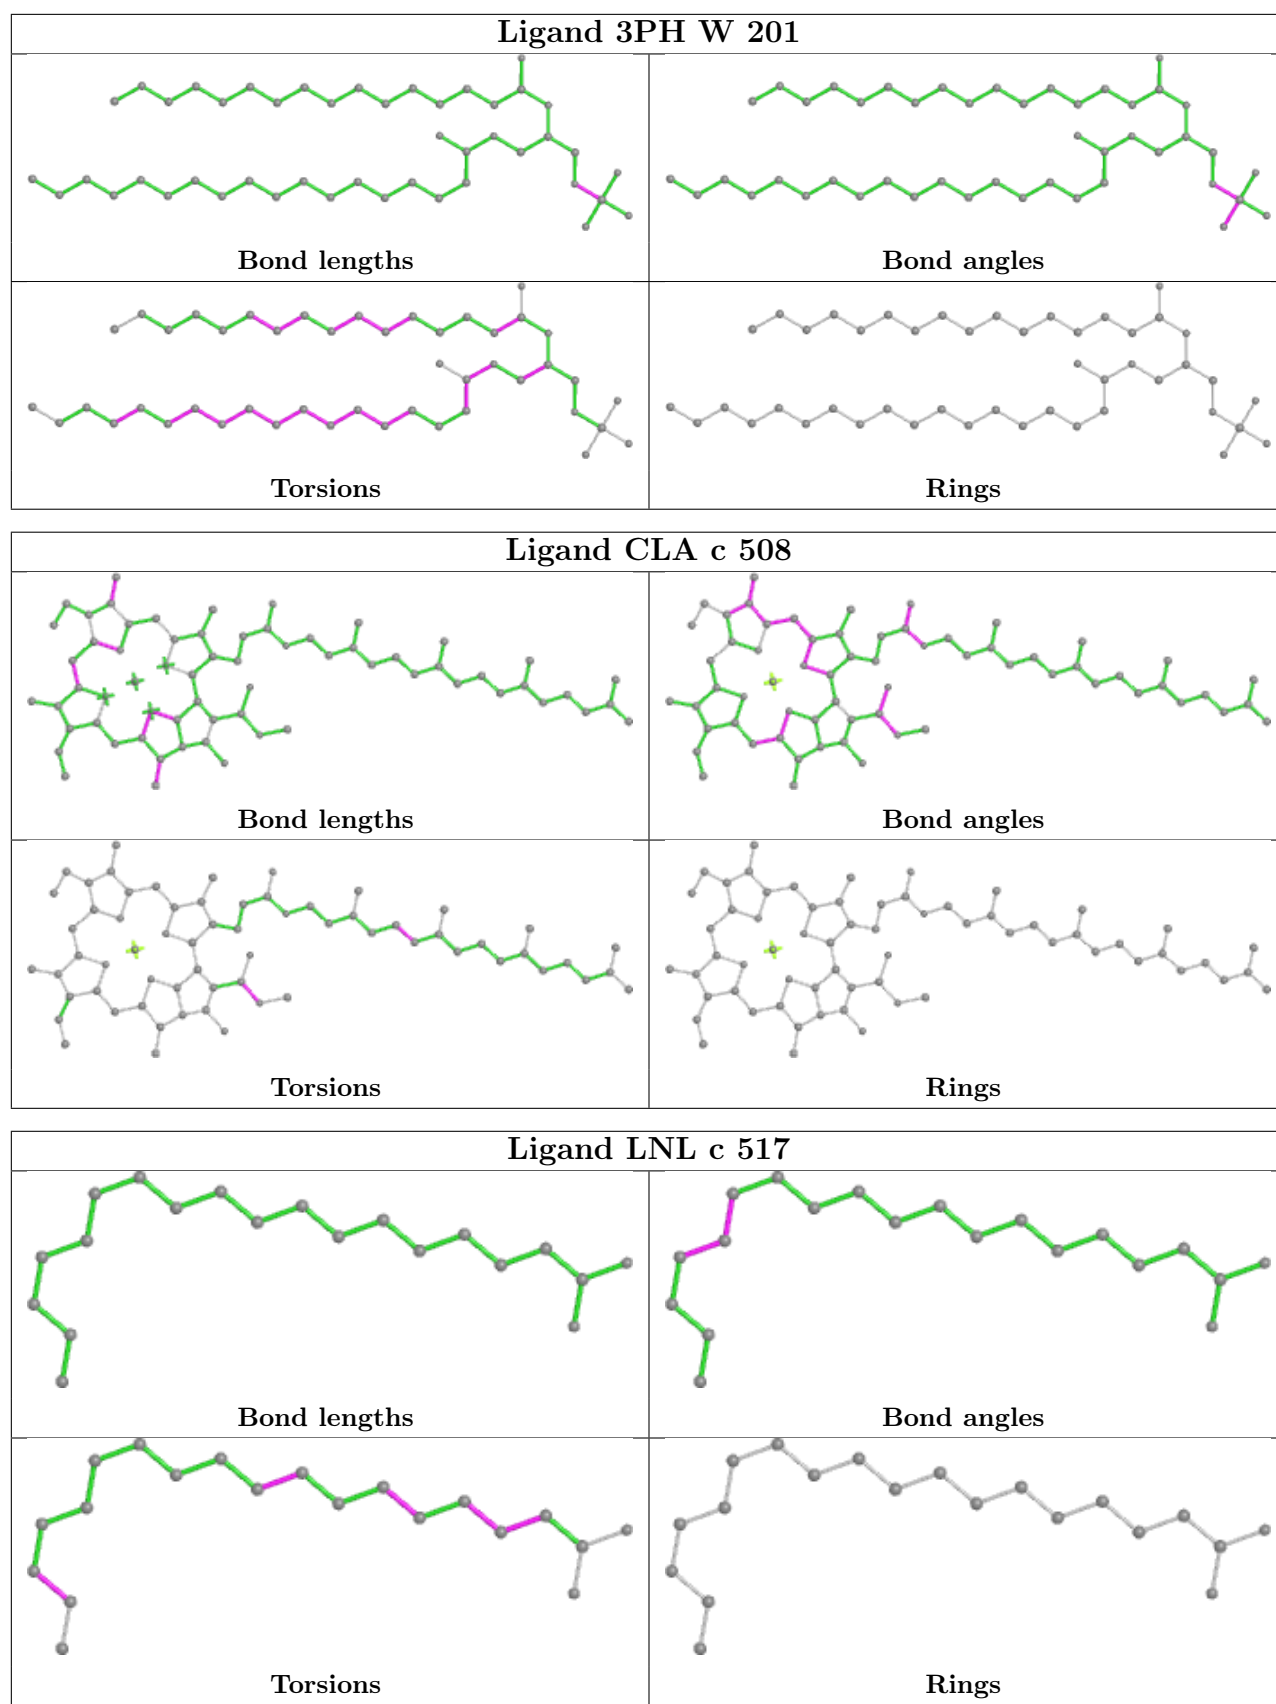 Ligand 3PH W 201
Bond lengths
Bond angles
Torsions
Rings
Ligand CLA c 508
Bond lengths
Bond angles
Torsions
Rings
Ligand LNL c 517
Bond lengths
Bond angles
Torsions
Rings